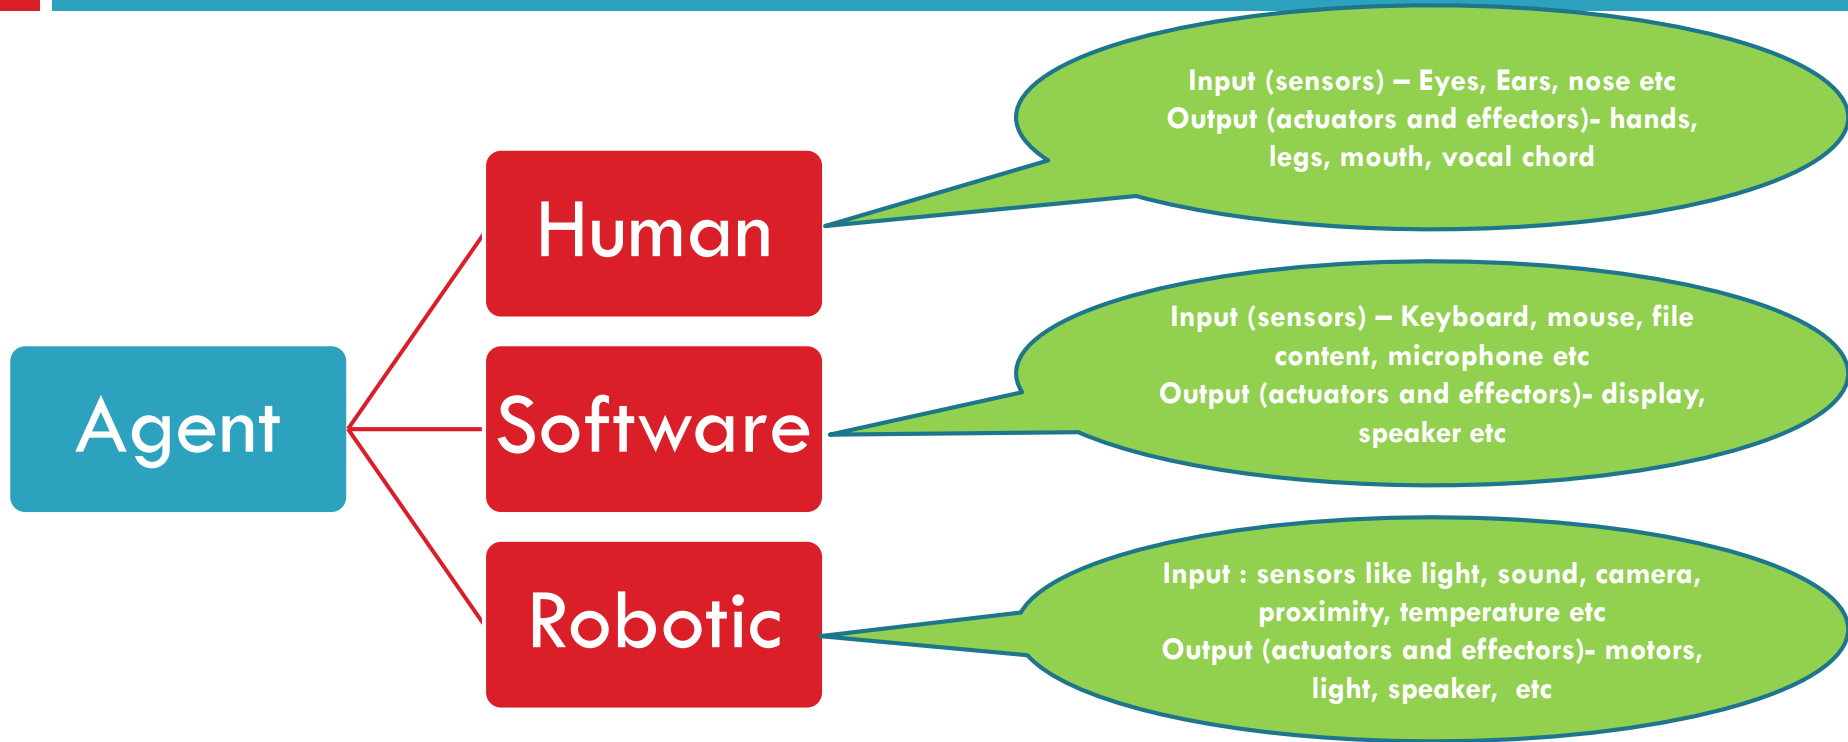 Agent
Human
Software
Robotic
Input (sensors) – Eyes, Ears, nose etc
Output (actuators and effectors)- hands,
legs, mouth, vocal chord
Input (sensors) – Keyboard, mouse, file
content, microphone etc
Output (actuators and effectors)- display,
speaker etc
Input : sensors like light, sound, camera,
proximity, temperature etc
Output (actuators and effectors)- motors,
light, speaker,  etc